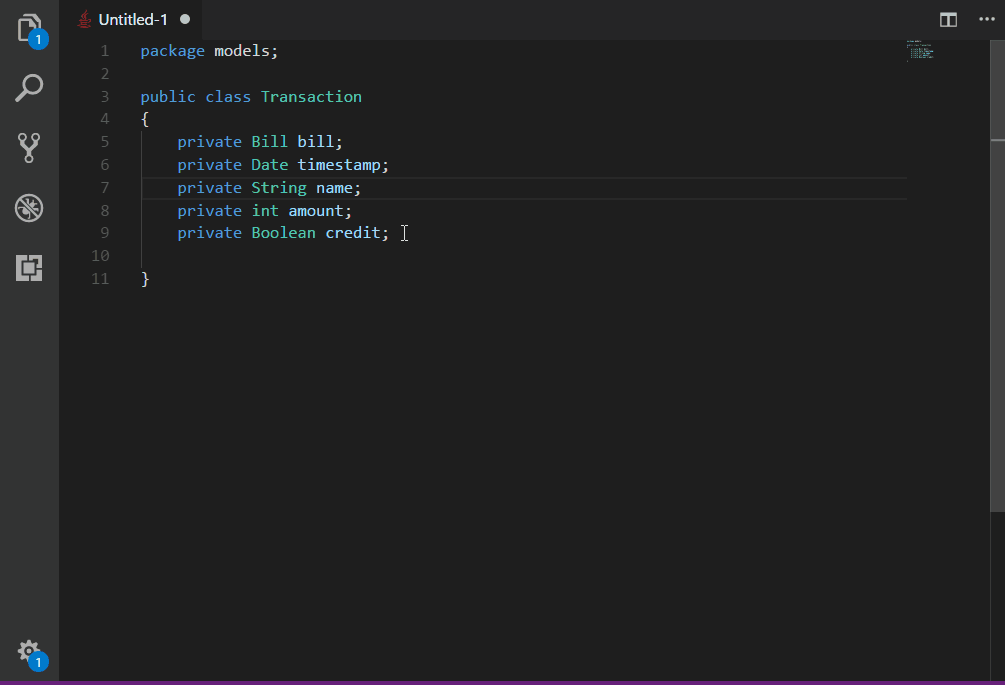 Untitled-1
1 package models;
2
3 public class Transaction
4 {
5 private Bill bill;
6 private Date timestamp;
7 private String name;
8 private int amount;
9 private Boolean credit;
10
11 }
1
1